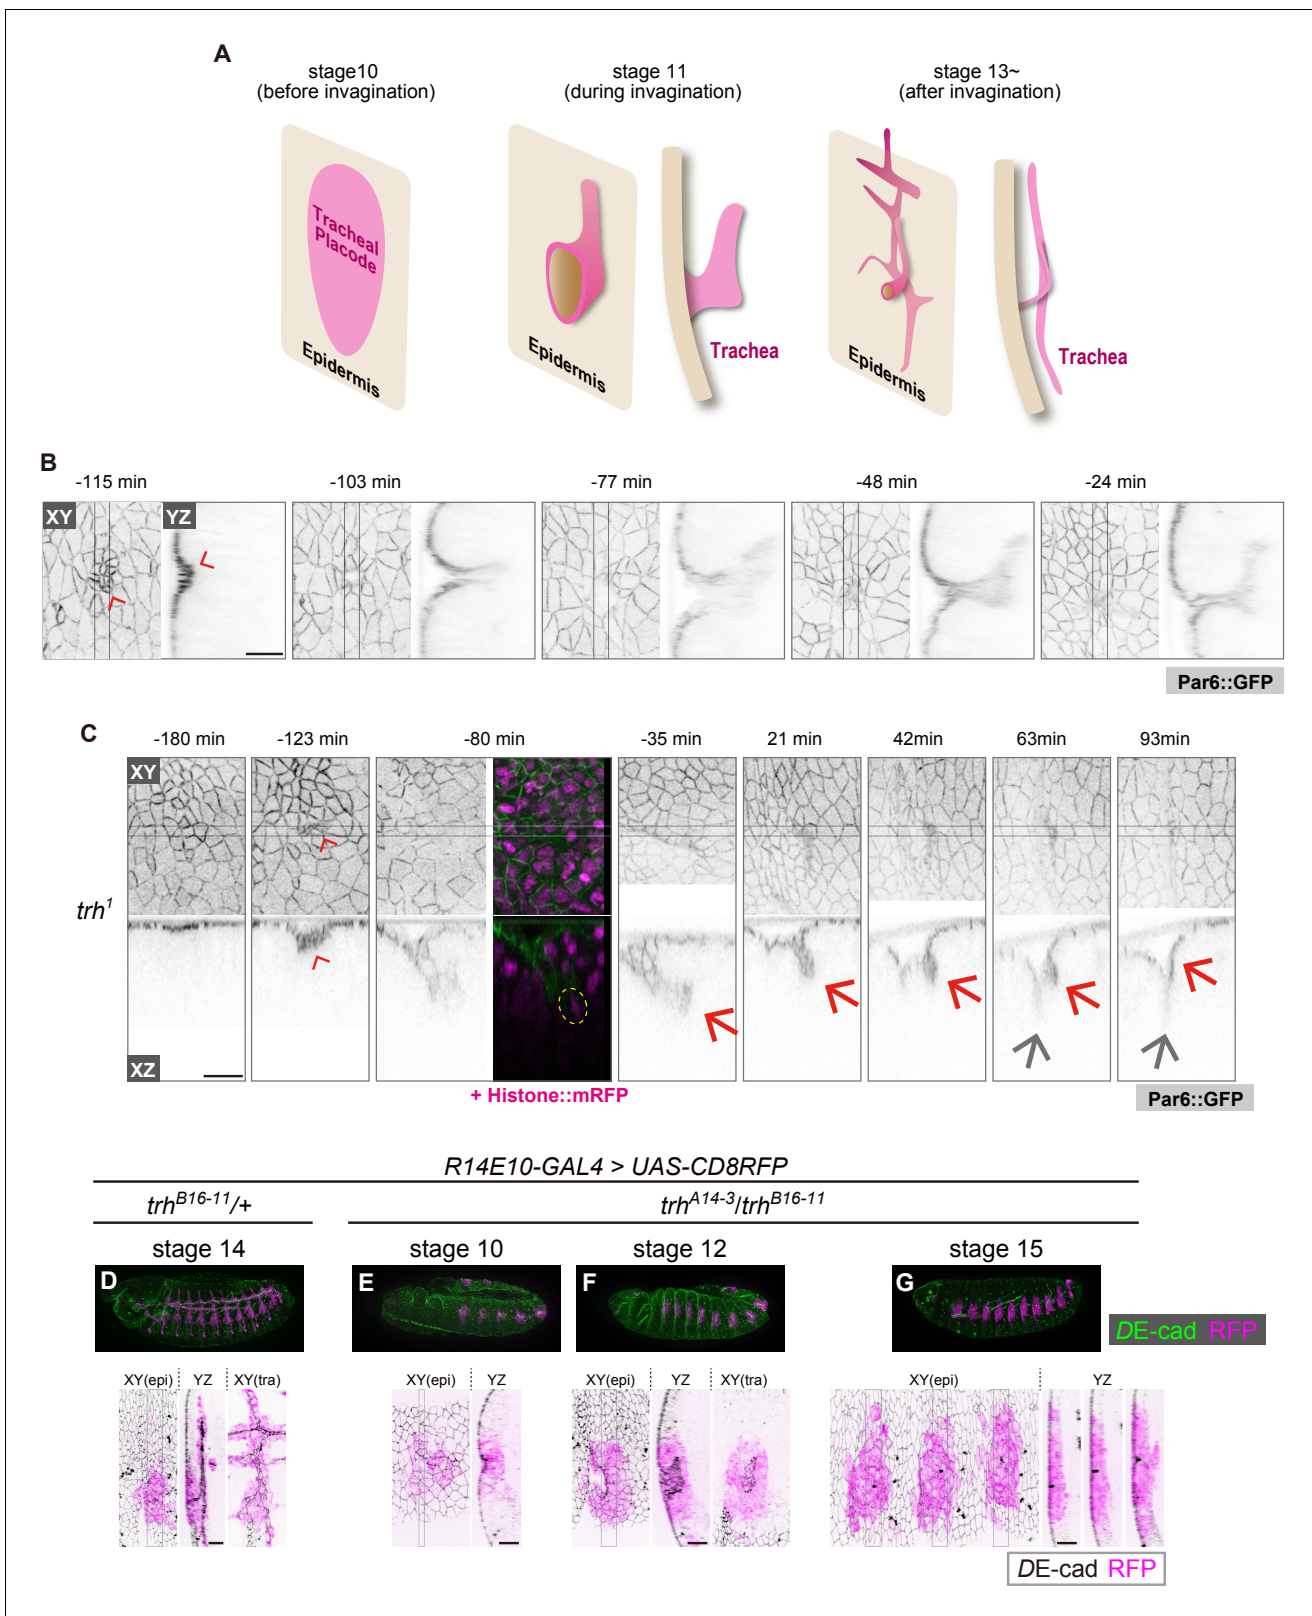 A
stage10
(before invagination)
stage 11
(during invagination)
stage 13~
(after invagination)
Tracheal
Placode
Epidermis
Epidermis
Trachea
Epidermis
Trachea
B
-115 min
-103 min
-77 min
-48 min
-24 min
XY
YZ
Par6::GFP
C
-180 min
-123 min
-80 min
-35 min
21 min
42min
63min
93min
XY
trh1
XZ
+ Histone::mRFP
Par6::GFP
R14E10-GAL4 > UAS-CD8RFP
trhB16-11/+
trhA14-3/trhB16-11
stage 14
stage 10
stage 12
stage 15
D
E
F
G
DE-cad RFP
XY(epi) YZ XY(tra)
XY(epi) YZ
XY(epi) YZ XY(tra)
XY(epi) YZ
DE-cad RFP